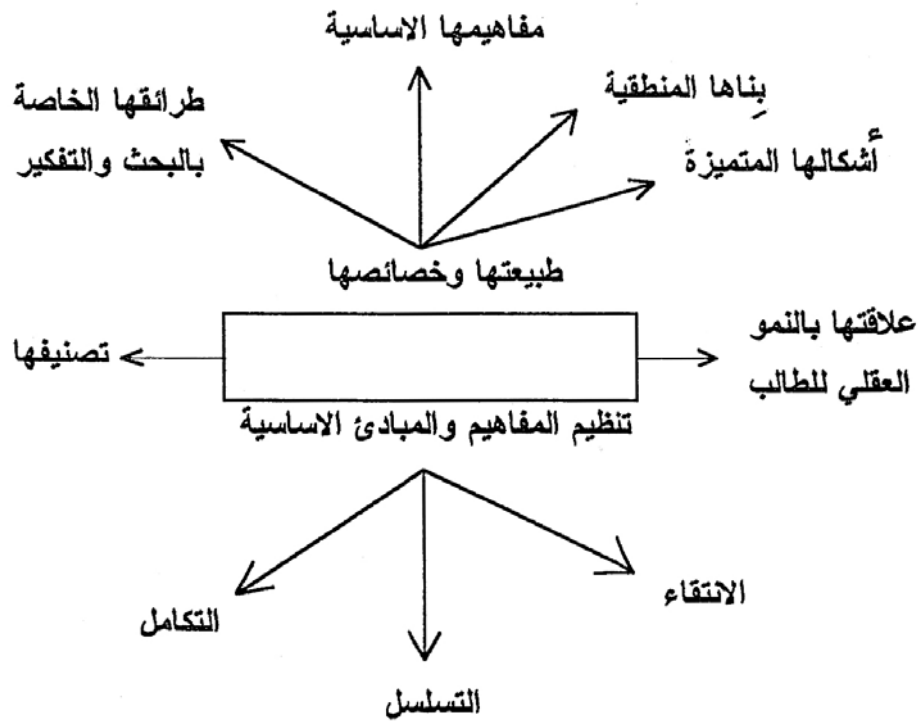 مفاهيمها الاساسية
بِناها المنطقية
أشكالها المتميزة
طرائقها الخاصة
بالبحث والتفكير
طبيعتها وخصائصها
علاقتها بالنمو
العقلي للطالب
تصنيفها
تنظيم المفاهيم والمبادئ الاساسية
الانتقاء
التسلسل
التكامل